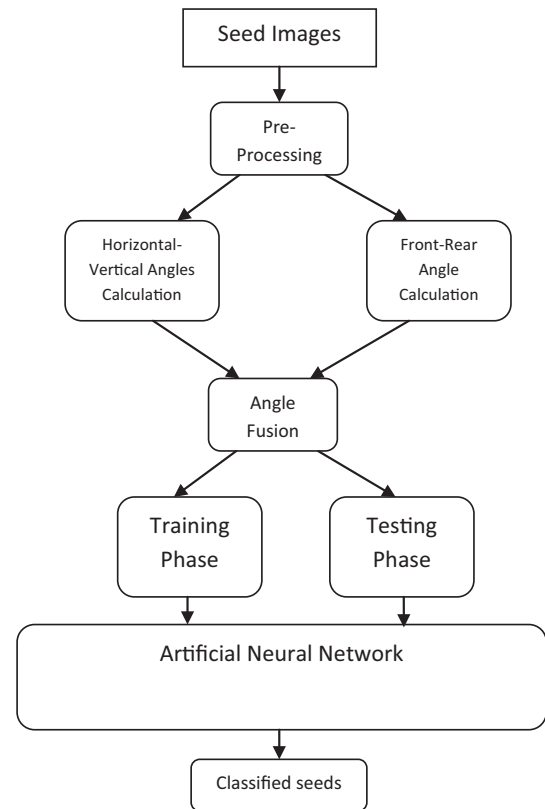 Seed Images
Pre-
Processing
Horizontal-
Vertical Angles
Calculation
Front-Rear
Angle
Calculation
Angle
Fusion
Training
Phase
Testing
Phase
Artificial Neural Network
Classified seeds